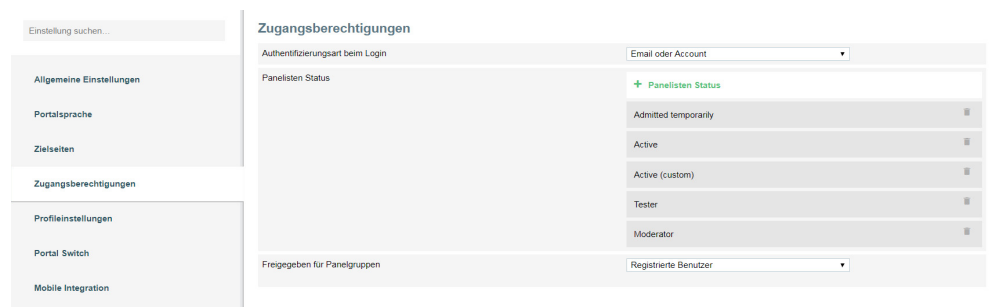 Einstellung suchen...
Allgemeine Einstellungen
Portalsprache
Zielseiten
Zugangsberechtigungen
Profileinstellungen
Portal Switch
Mobile Integration
Zugangsberechtigungen
Authentifizierungsart beim Login
Email oder Account
Panelisten Status
+ Panelisten Status
Admitted temporarily
Active
Active (custom)
Tester
Moderator
Freigegeben für Panelgruppen
Registrierte Benutzer